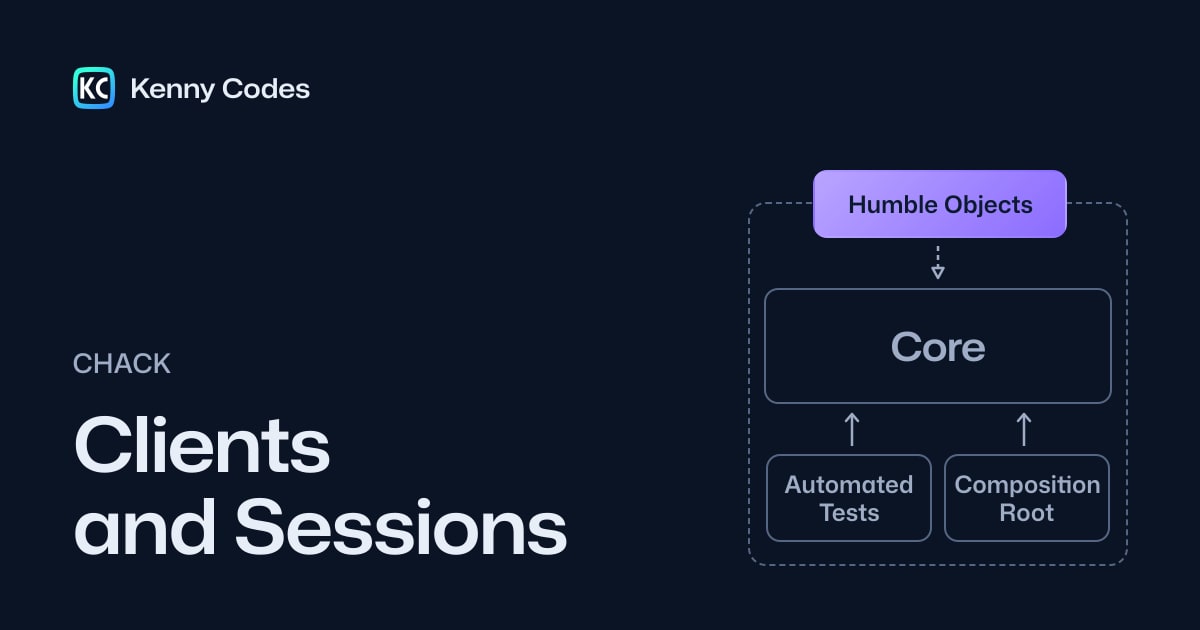 KC Kenny Codes
CHACK
Clients
and Sessions
Humble Objects
Core
Automated
Tests
Composition
Root